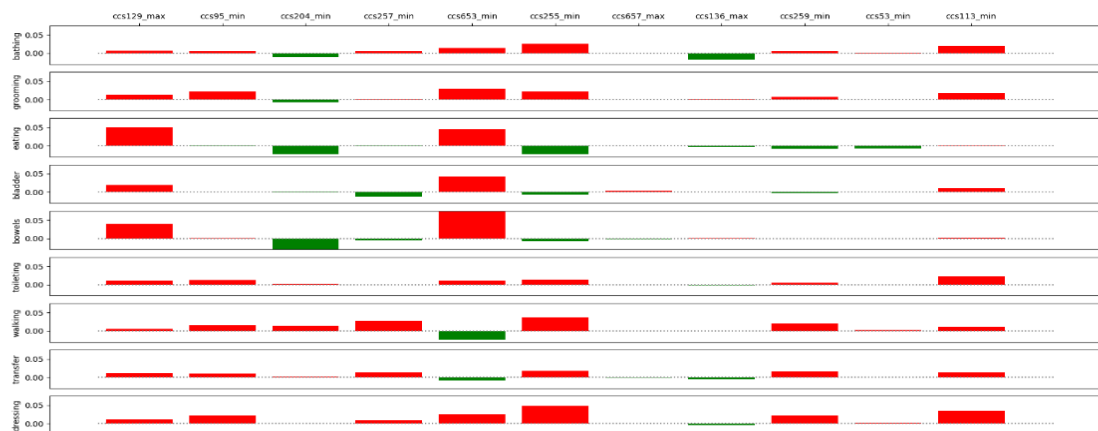 ccs129_max ccs95_min ccs204_min ccs257_min ccs653_min ccs255_min ccs657_max ccs136_max ccs259_min ccs53_min ccs113_min
bathing 0.05
0.00
grooming 0.05
0.00
eating 0.05
0.00
bladder 0.05
0.00
bowels 0.05
0.00
toileting 0.05
0.00
walking 0.05
0.00
transfer 0.05
0.00
dressing 0.05
0.00